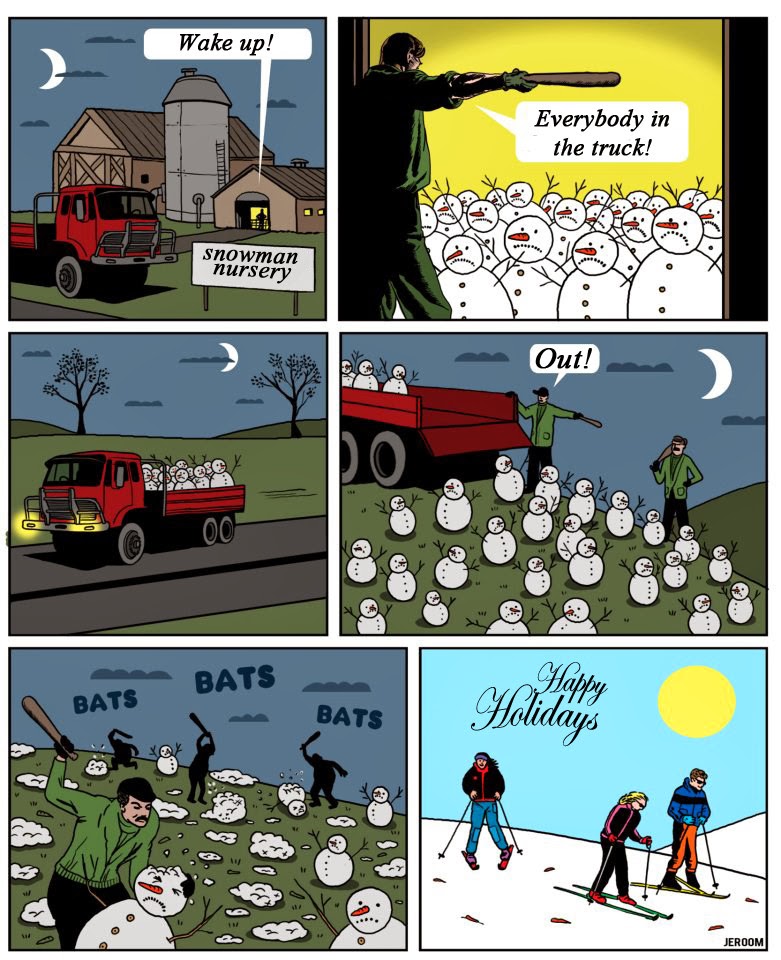 Wake up!
snowman
nursery
Everybody in
the truck!
Out!
BATS
BATS
BATS
Happy
Holidays
JEROOM